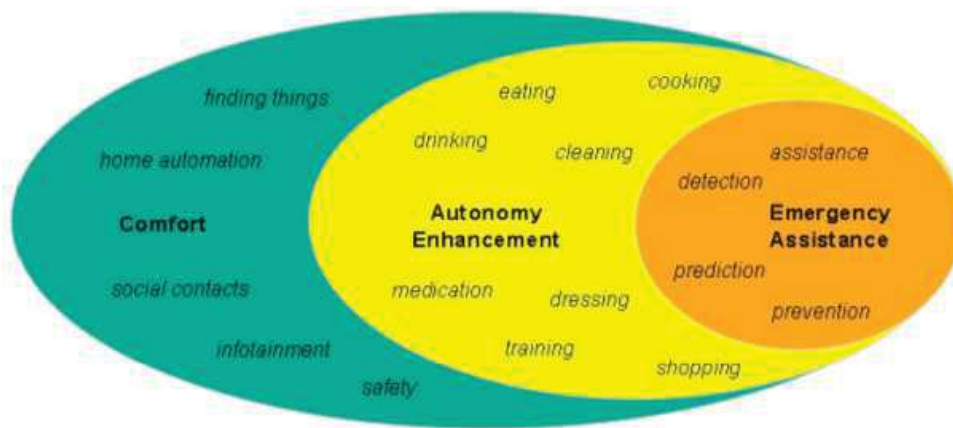 finding things
home automation
Comfort
social contacts
infotainment
safety
eating
cooking
drinking
cleaning
Autonomy
Enhancement
medication
dressing
training
shopping
assistance
detection
Emergency
Assistance
prediction
prevention